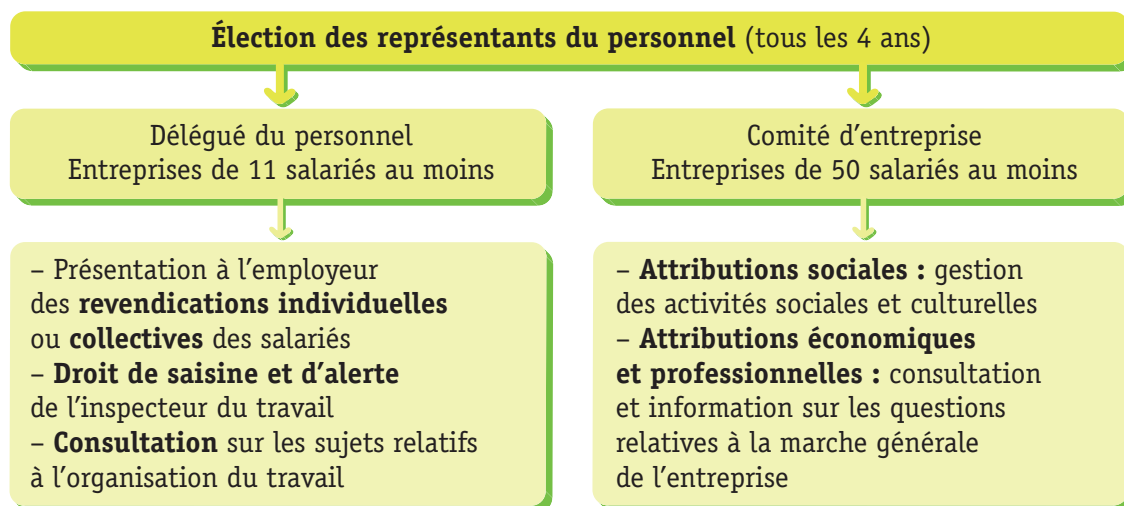 Élection des représentants du personnel (tous les 4 ans)
Délégué du personnel
Entreprises de 11 salariés au moins
– Présentation à l’employeur
des revendications individuelles
ou collectives des salariés
– Droit de saisine et d’alerte
de l’inspecteur du travail
– Consultation sur les sujets relatifs
à l’organisation du travail
Comité d’entreprise
Entreprises de 50 salariés au moins
– Attributions sociales : gestion
des activités sociales et culturelles
– Attributions économiques
et professionnelles : consultation
et information sur les questions
relatives à la marche générale
de l’entreprise